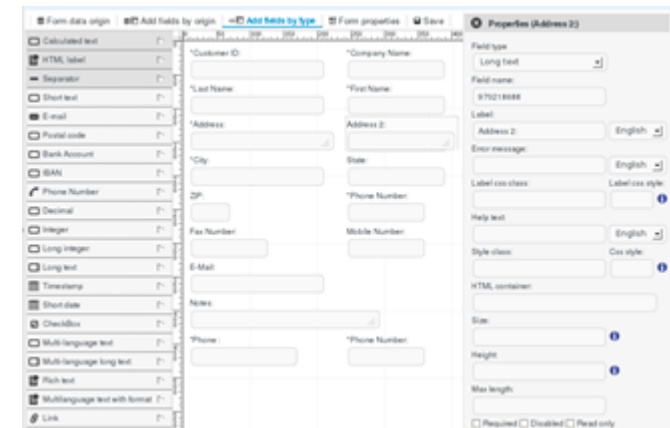 Form data origin Add fields by origin Add fields by type Form properties Save
Properties (Address 2:)
Calculated text
HTML label
Separator
Short text
E-mail
Postal code
Bank Account
IBAN
Phone Number
Decimal
Integer
Long integer
Long text
Timestamp
Short date
CheckBox
Multi-language text
Multi-language long text
Rich text
Multilanguage text with format
Link
*Customer ID: *Company Name:
*Last Name: *First Name:
*Address: Address 2:
*City: State:
ZIP: *Phone Number:
Fax Number: Mobile Number:
E-Mail:
Notes:
*Phone : *Phone Number:
Field type
Long text
Field name:
Label:
Address 2: English
Error message:
English
Label css class: Label css style:
Help text
English
Style class: Css style:
HTML container:
Size:
Height:
Max length:
Required Disabled Read only